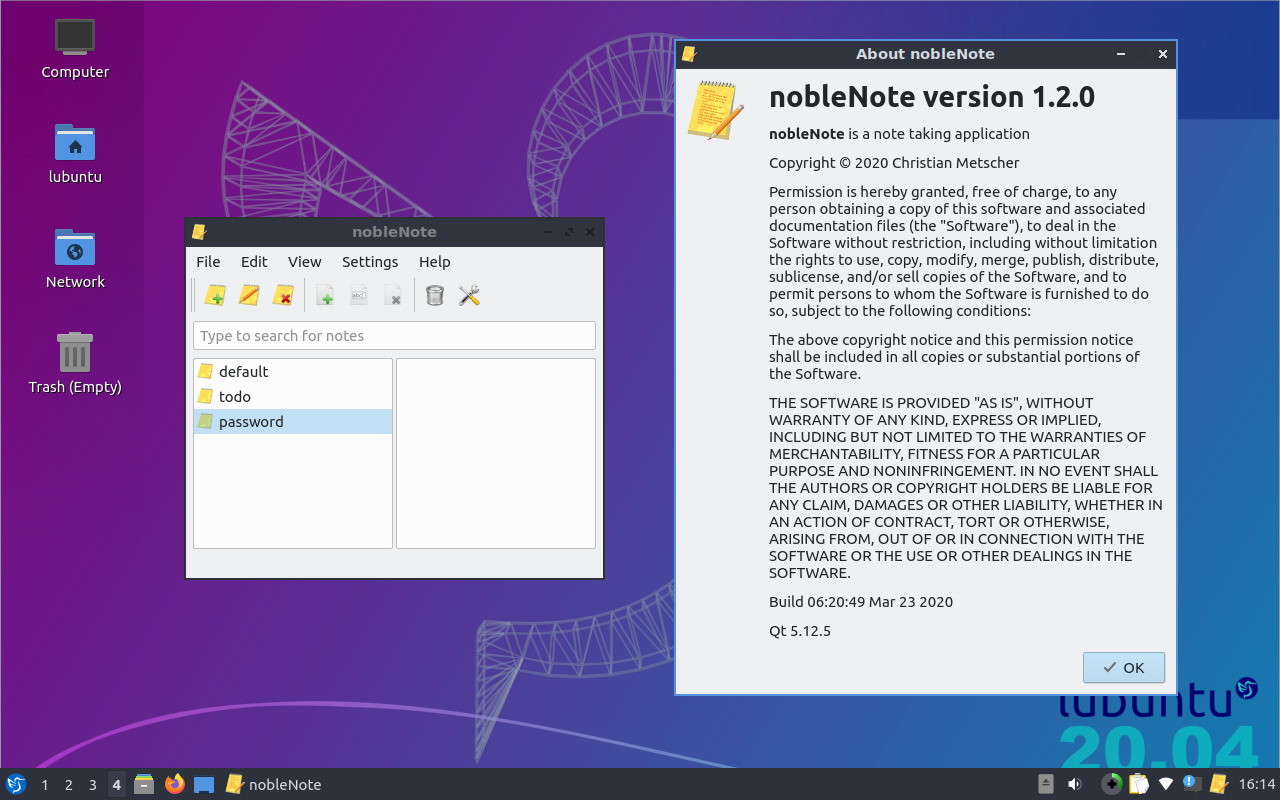 Computer
lubuntu
Network
Trash (Empty)
nobleNote
File Edit View Settings Help
Type to search for notes
default
todo
password
About nobleNote
nobleNote version 1.2.0
nobleNote is a note taking application
Copyright © 2020 Christian Metscher
Permission is hereby granted, free of charge, to any
person obtaining a copy of this software and associated
documentation files (the "Software"), to deal in the
Software without restriction, including without limitation
the rights to use, copy, modify, merge, publish, distribute,
sublicense, and/or sell copies of the Software, and to
permit persons to whom the Software is furnished to do
so, subject to the following conditions:
The above copyright notice and this permission notice
shall be included in all copies or substantial portions of
the Software.
THE SOFTWARE IS PROVIDED "AS IS", WITHOUT
WARRANTY OF ANY KIND, EXPRESS OR IMPLIED,
INCLUDING BUT NOT LIMITED TO THE WARRANTIES OF
MERCHANTABILITY, FITNESS FOR A PARTICULAR
PURPOSE AND NONINFRINGEMENT. IN NO EVENT SHALL
THE AUTHORS OR COPYRIGHT HOLDERS BE LIABLE FOR
ANY CLAIM, DAMAGES OR OTHER LIABILITY, WHETHER IN
AN ACTION OF CONTRACT, TORT OR OTHERWISE,
ARISING FROM, OUT OF OR IN CONNECTION WITH THE
SOFTWARE OR THE USE OR OTHER DEALINGS IN THE
SOFTWARE.
Build 06:20:49 Mar 23 2020
Qt 5.12.5
OK
lubuntu
20.04
1 2 3 4 nobleNote 16:14